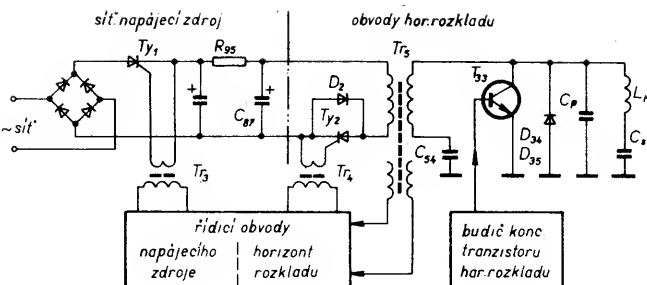 síť. napájecí zdroj
obvody hor. rozkladu
Ty1
R95
Tr5
+
+
C87
D2
Ty2
T33
Cp
Lh
D34
D35
Cs
~ síť
Tr3
Tr4
C54
řídicí obvody
napájecího
zdroje
horizont
rozkladu
budič konc.
tranzistoru
hor. rozkladu